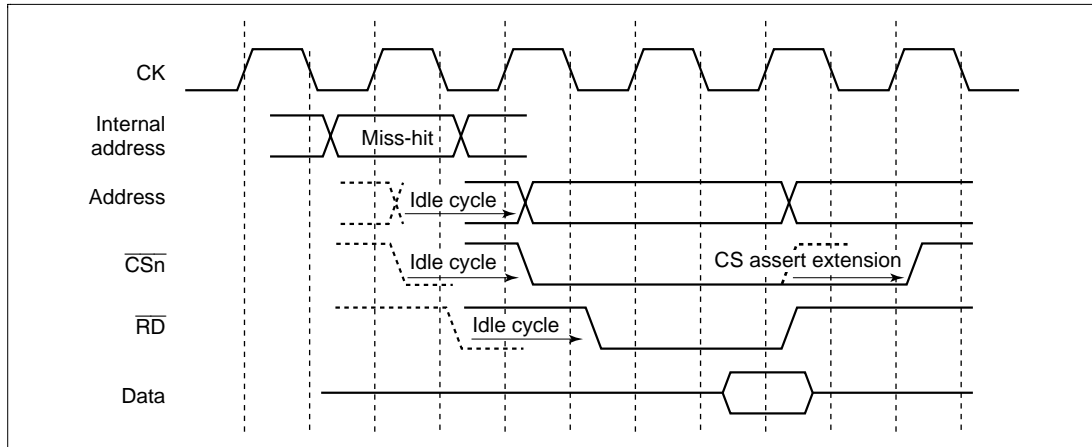 CK
Internal
address
Miss-hit
Address
Idle cycle
CSn
Idle cycle
CS assert extension
RD
Idle cycle
Data